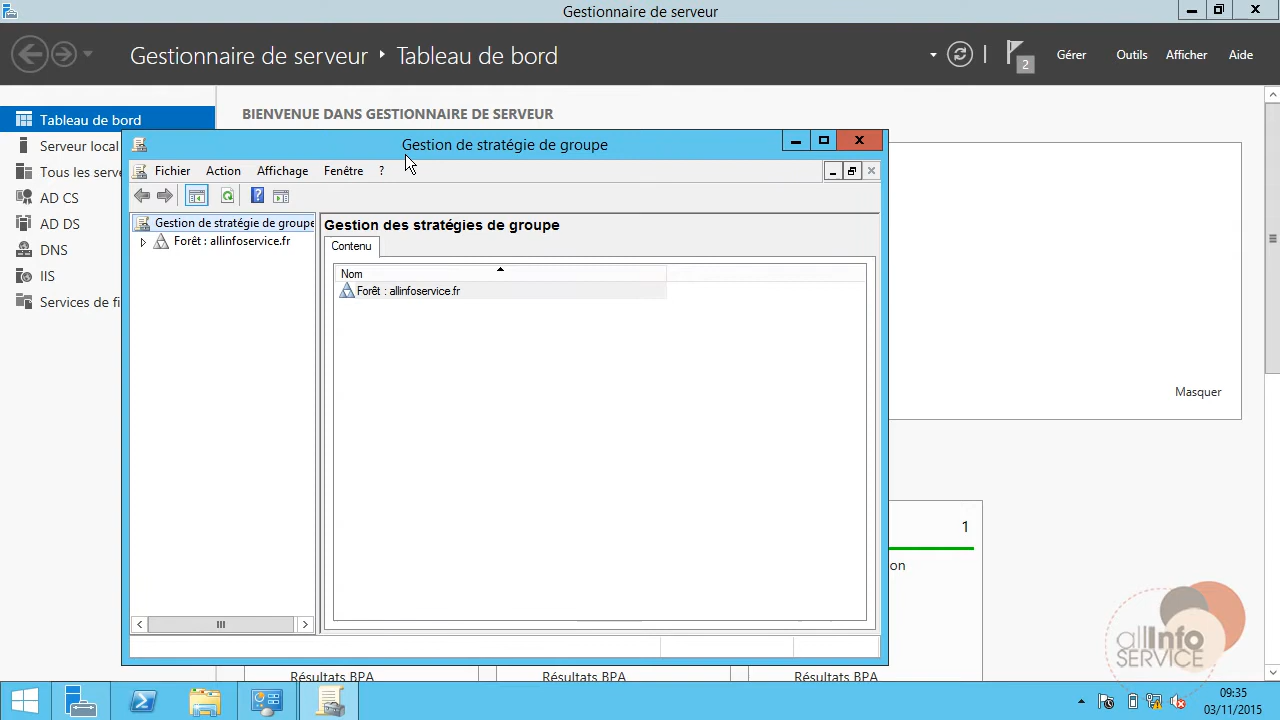 Gestionnaire de serveur
Gestionnaire de serveur ‣ Tableau de bord
2
Gérer
Outils
Afficher
Aide
Tableau de bord
Serveur local
Tous les serve
AD CS
AD DS
DNS
IIS
Services de fi
BIENVENUE DANS GESTIONNAIRE DE SERVEUR
Gestion de stratégie de groupe
Fichier
Action
Affichage
Fenêtre
?
Gestion de stratégie de groupe
Forêt : allinfoservice.fr
Gestion des stratégies de groupe
Contenu
Nom
Forêt : allinfoservice.fr
Masquer
1
on
Résultats BPA
Résultats BPA
Résultats BPA
allInfo
SERVICE
09:35
03/11/2015